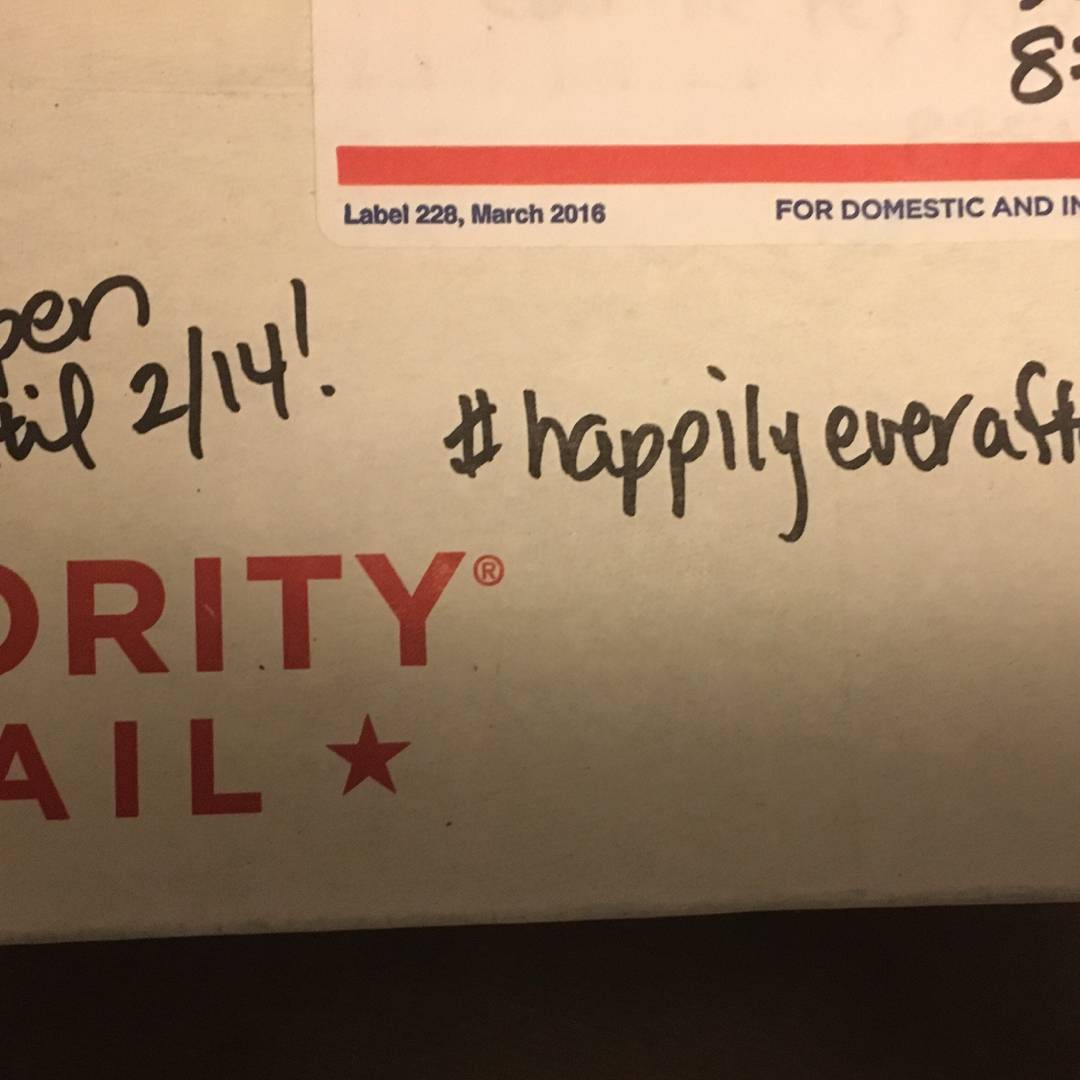 8
Label 228, March 2016 FOR DOMESTIC AND IN
pen
til 2/14!
#happilyeveraft
ORITY®
AIL ★